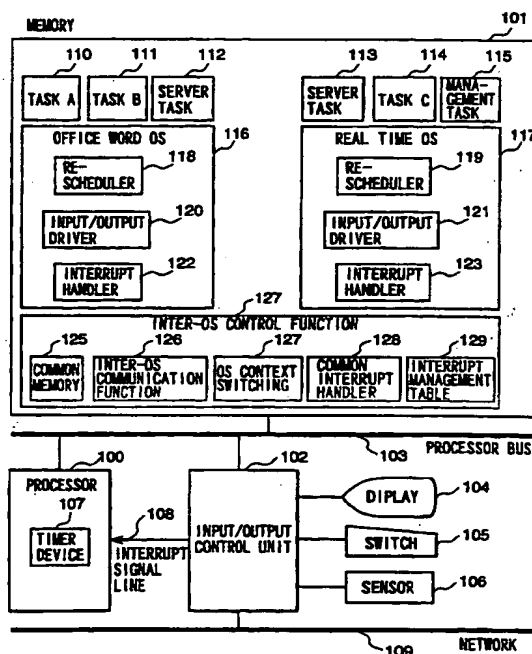 MEMORY
101
110
111
112
113
114
115
TASK A
TASK B
SERVER
TASK
SERVER
TASK
TASK C
MANA-
GEMENT
TASK
OFFICE WORD OS
116
REAL TIME OS
117
RE-
SCHEDULER
118
RE-
SCHEDULER
119
INPUT/OUTPUT
DRIVER
120
INPUT/OUTPUT
DRIVER
121
INTERRUPT
HANDLER
122
INTERRUPT
HANDLER
123
127
INTER-OS CONTROL FUNCTION
125
126
127
128
129
COMMON
MEMORY
INTER-OS
COMMUNICATION
FUNCTION
OS CONTEXT
SWITCHING
COMMON
INTERRUPT
HANDLER
INTERRUPT
MANAGEMENT
TABLE
103
PROCESSOR BUS
100
102
PROCESSOR
107
TIMER
DEVICE
108
INTERRUPT
SIGNAL
LINE
INPUT/OUTPUT
CONTROL UNIT
DIPLAY
104
SWITCH
105
SENSOR
106
109
NETWORK